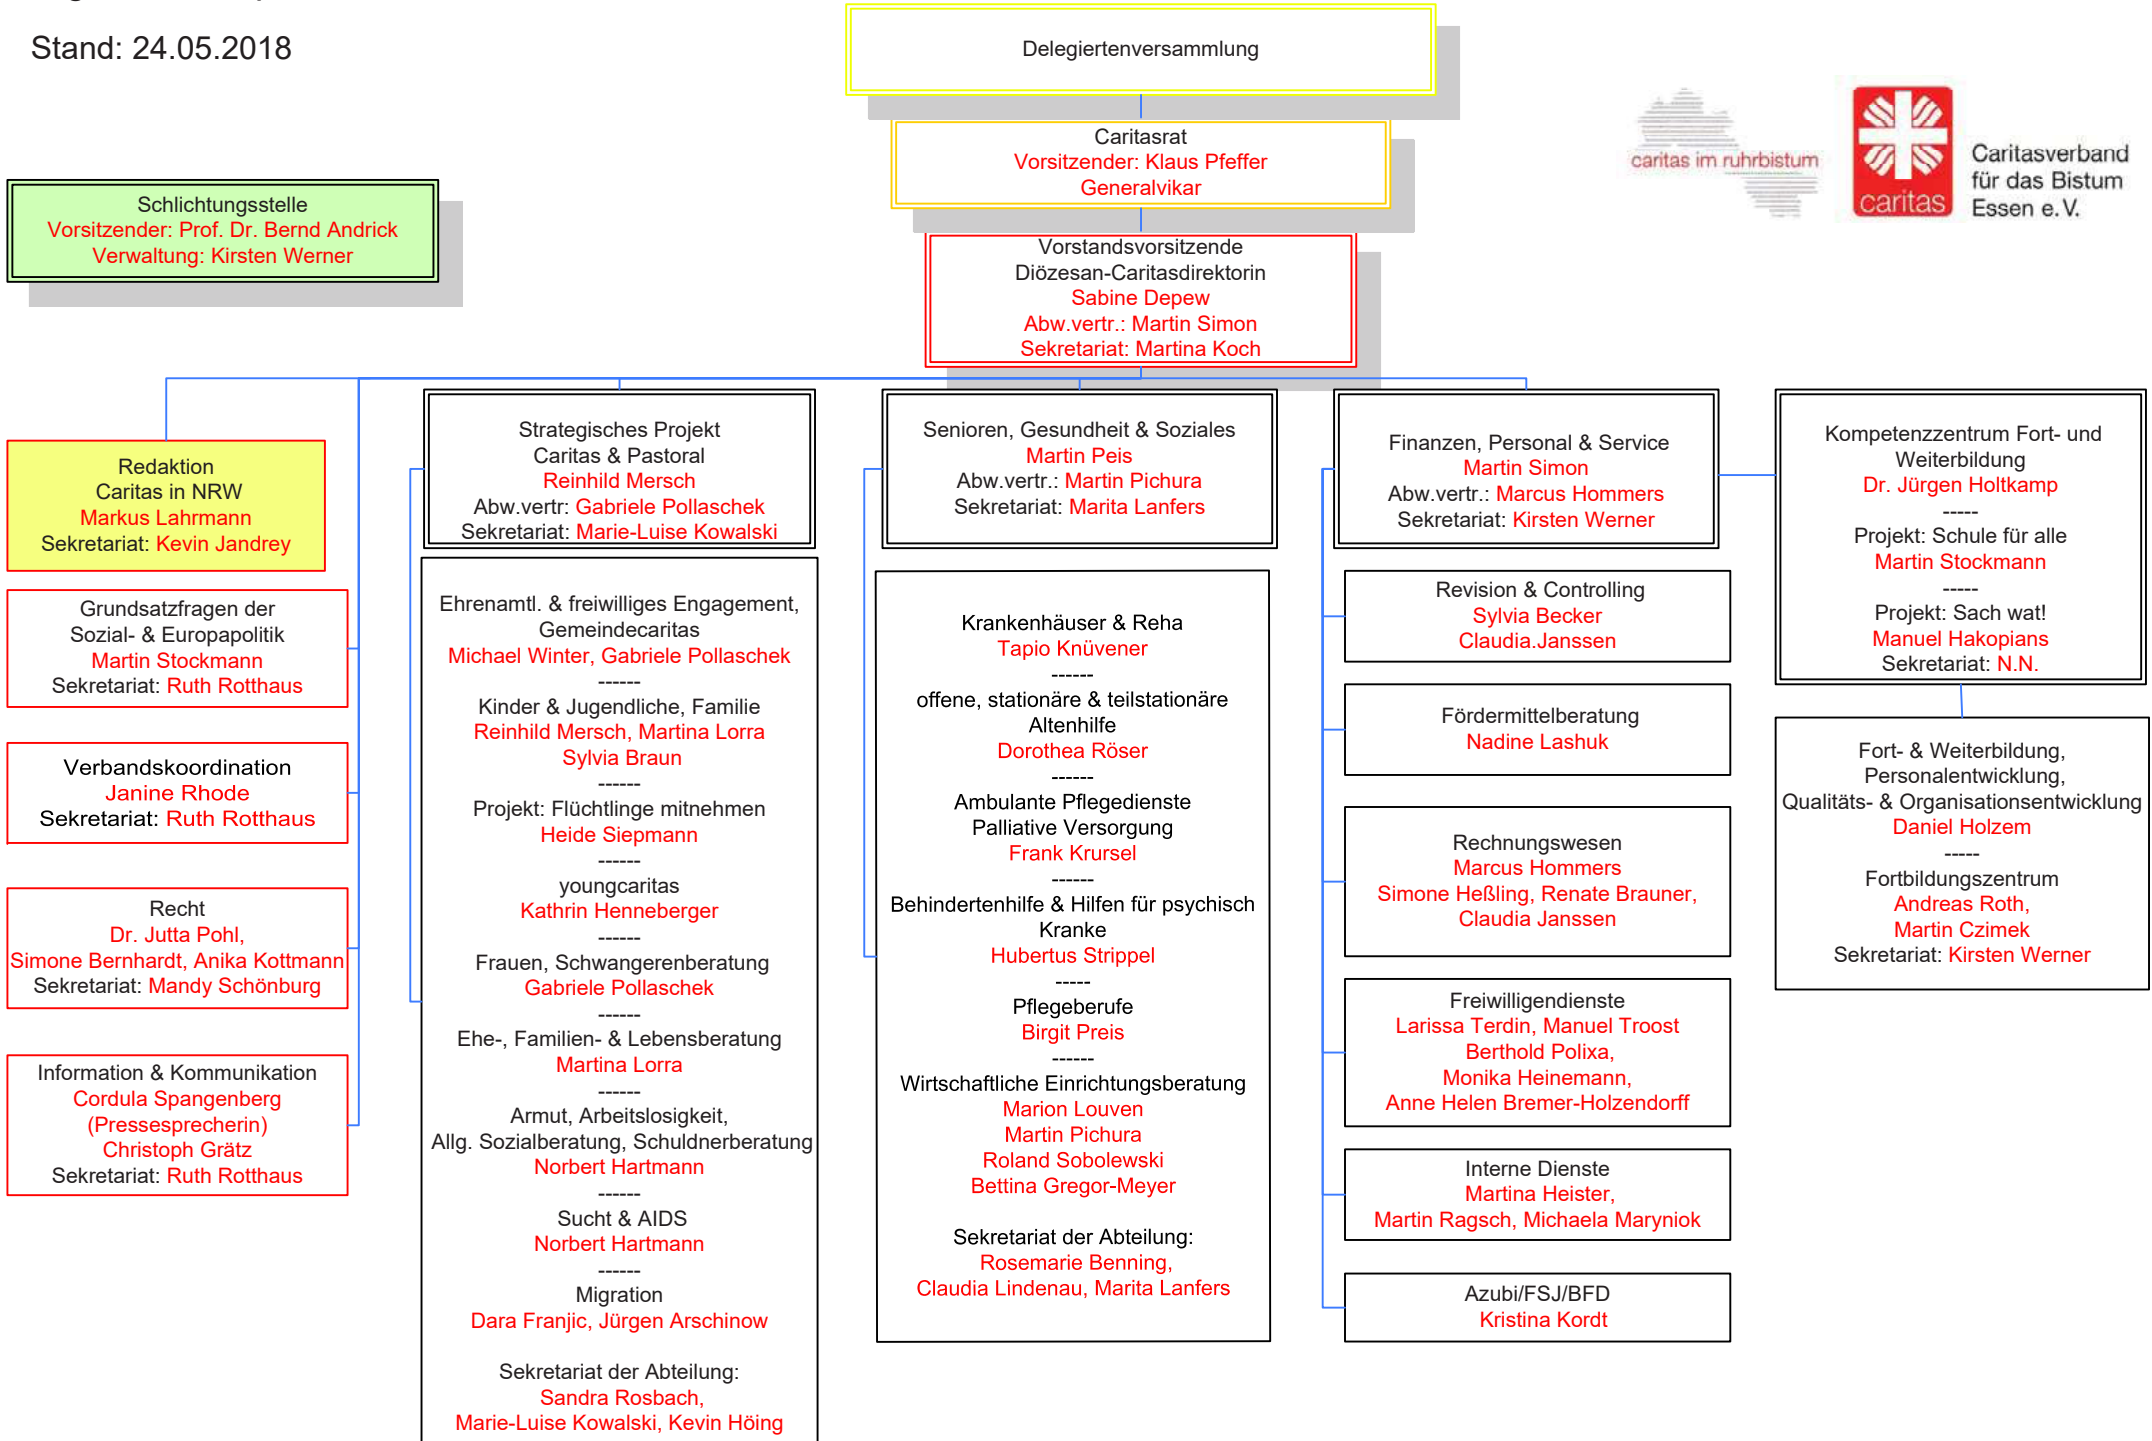 Stand: 24.05.2018
Delegiertenversammlung
Caritasrat
Vorsitzender: Klaus Pfeffer
Generalvikar
caritas im ruhrbistum
caritas
Caritasverband
für das Bistum
Essen e.V.
Schlichtungsstelle
Vorsitzender: Prof. Dr. Bernd Andrick
Verwaltung: Kirsten Werner
Vorstandsvorsitzende
Diözesan-Caritasdirektorin
Sabine Depew
Abw.vertr.: Martin Simon
Sekretariat: Martina Koch
Redaktion
Caritas in NRW
Markus Lahrmann
Sekretariat: Kevin Jandrey
Grundsatzfragen der
Sozial- & Europapolitik
Martin Stockmann
Sekretariat: Ruth Rotthaus
Verbandskoordination
Janine Rhode
Sekretariat: Ruth Rotthaus
Recht
Dr. Jutta Pohl,
Simone Bernhardt, Anika Kottmann
Sekretariat: Mandy Schönburg
Information & Kommunikation
Cordula Spangenberg
(Pressesprecherin)
Christoph Grätz
Sekretariat: Ruth Rotthaus
Strategisches Projekt
Caritas & Pastoral
Reinhild Mersch
Abw.vertr: Gabriele Pollaschek
Sekretariat: Marie-Luise Kowalski
Ehrenamtl. & freiwilliges Engagement,
Gemeindecaritas
Michael Winter, Gabriele Pollaschek
------
Kinder & Jugendliche, Familie
Reinhild Mersch, Martina Lorra
Sylvia Braun
------
Projekt: Flüchtlinge mitnehmen
Heide Siepmann
------
youngcaritas
Kathrin Henneberger
------
Frauen, Schwangerenberatung
Gabriele Pollaschek
------
Ehe-, Familien- & Lebensberatung
Martina Lorra
------
Armut, Arbeitslosigkeit,
Allg. Sozialberatung, Schuldnerberatung
Norbert Hartmann
------
Sucht & AIDS
Norbert Hartmann
------
Migration
Dara Franjic, Jürgen Arschinow
Sekretariat der Abteilung:
Sandra Rosbach,
Marie-Luise Kowalski, Kevin Höing
Senioren, Gesundheit & Soziales
Martin Peis
Abw.vertr.: Martin Pichura
Sekretariat: Marita Lanfers
Krankenhäuser & Reha
Tapio Knüvener
------
offene, stationäre & teilstationäre
Altenhilfe
Dorothea Röser
------
Ambulante Pflegedienste
Palliative Versorgung
Frank Krursel
------
Behindertenhilfe & Hilfen für psychisch
Kranke
Hubertus Strippel
-----
Pflegeberufe
Birgit Preis
------
Wirtschaftliche Einrichtungsberatung
Marion Louven
Martin Pichura
Roland Sobolewski
Bettina Gregor-Meyer
Sekretariat der Abteilung:
Rosemarie Benning,
Claudia Lindenau, Marita Lanfers
Finanzen, Personal & Service
Martin Simon
Abw.vertr.: Marcus Hommers
Sekretariat: Kirsten Werner
Revision & Controlling
Sylvia Becker
Claudia.Janssen
Fördermittelberatung
Nadine Lashuk
Rechnungswesen
Marcus Hommers
Simone Heßling, Renate Brauner,
Claudia Janssen
Freiwilligendienste
Larissa Terdin, Manuel Troost
Berthold Polixa,
Monika Heinemann,
Anne Helen Bremer-Holzendorff
Interne Dienste
Martina Heister,
Martin Ragsch, Michaela Maryniok
Azubi/FSJ/BFD
Kristina Kordt
Kompetenzzentrum Fort- und
Weiterbildung
Dr. Jürgen Holtkamp
-----
Projekt: Schule für alle
Martin Stockmann
-----
Projekt: Sach wat!
Manuel Hakopians
Sekretariat: N.N.
Fort- & Weiterbildung,
Personalentwicklung,
Qualitäts- & Organisationsentwicklung
Daniel Holzem
-----
Fortbildungszentrum
Andreas Roth,
Martin Czimek
Sekretariat: Kirsten Werner